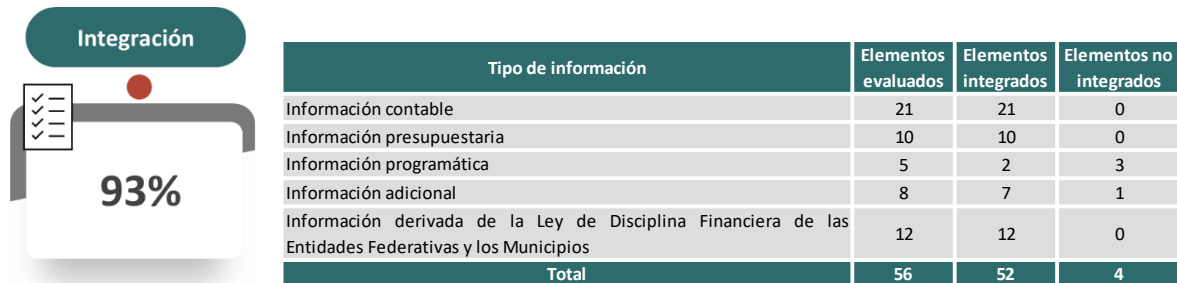 Integración
93%
Tipo de información Elementos evaluados Elementos integrados Elementos no integrados
Información contable 21 21 0
Información presupuestaria 10 10 0
Información programática 5 2 3
Información adicional 8 7 1
Información derivada de la Ley de Disciplina Financiera de las
Entidades Federativas y los Municipios 12 12 0
Total 56 52 4